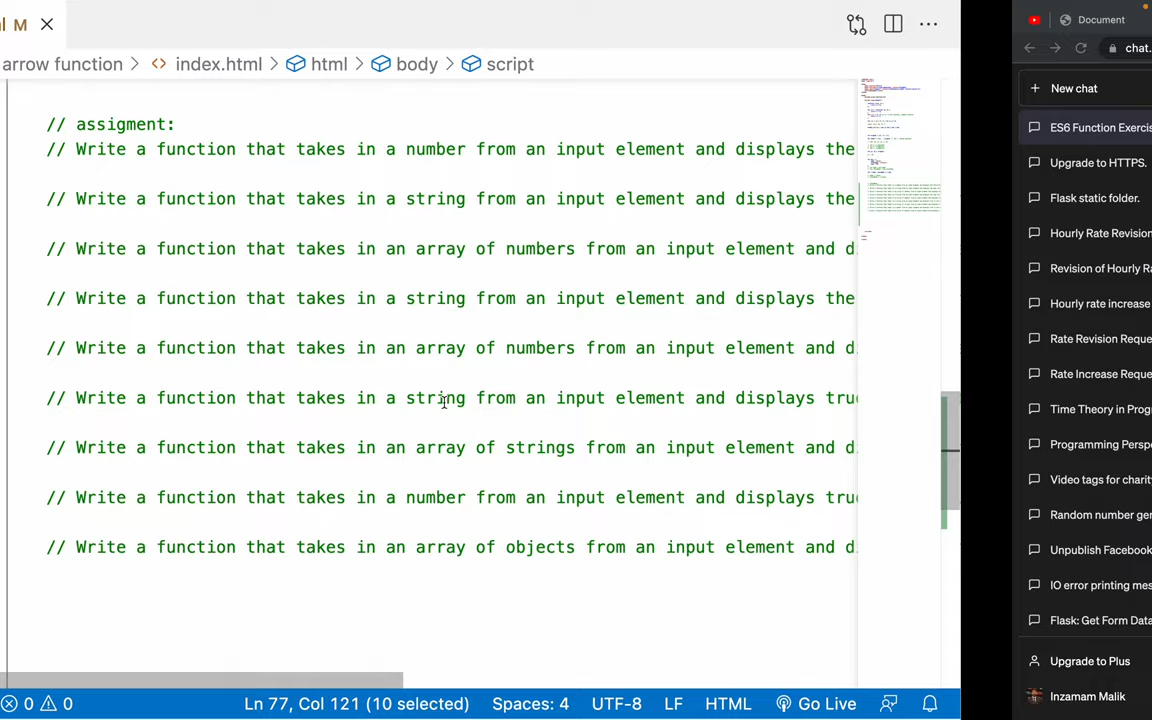 M
arrow function > index.html > html > body > script
// assigment:
// Write a function that takes in a number from an input element and displays the
// Write a function that takes in a string from an input element and displays the
// Write a function that takes in an array of numbers from an input element and d
// Write a function that takes in a string from an input element and displays the
// Write a function that takes in an array of numbers from an input element and d
// Write a function that takes in a string from an input element and displays tru
// Write a function that takes in an array of strings from an input element and d
// Write a function that takes in a number from an input element and displays tru
// Write a function that takes in an array of objects from an input element and d
0 0 Ln 77, Col 121 (10 selected) Spaces: 4 UTF-8 LF HTML Go Live
Document
chat.
New chat
ES6 Function Exercis
Upgrade to HTTPS.
Flask static folder.
Hourly Rate Revision
Revision of Hourly Ra
Hourly rate increase
Rate Revision Reque
Rate Increase Reque
Time Theory in Prog
Programming Perspe
Video tags for charit
Random number gen
Unpublish Facebook
IO error printing mes
Flask: Get Form Data
Upgrade to Plus
Inzamam Malik